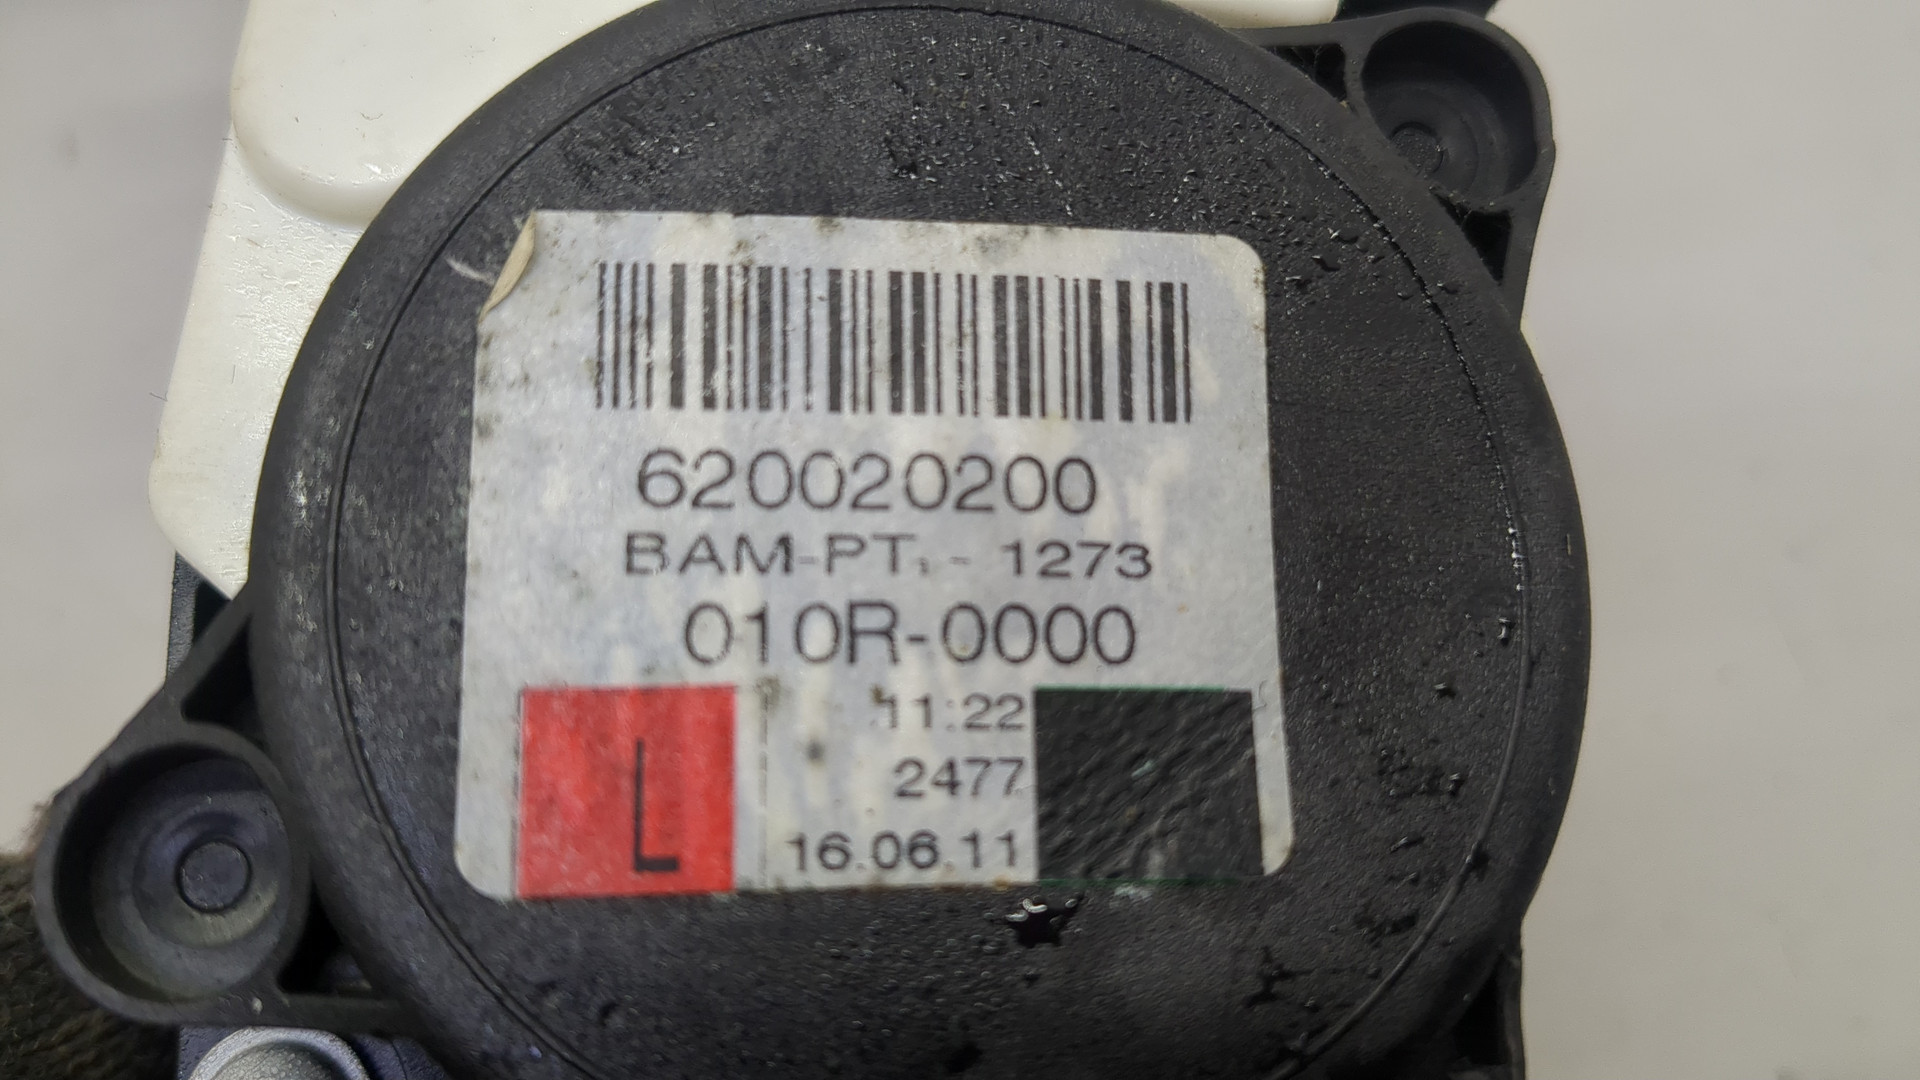 620020200
BAM-PT. - 1273
010R-0000
11:22
L
2477
16.06.11